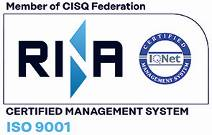 Member of CISQ Federation
RINA
CERTIFIED MANAGEMENT SYSTEM
IQNet
CERTIFIED MANAGEMENT SYSTEM
ISO 9001